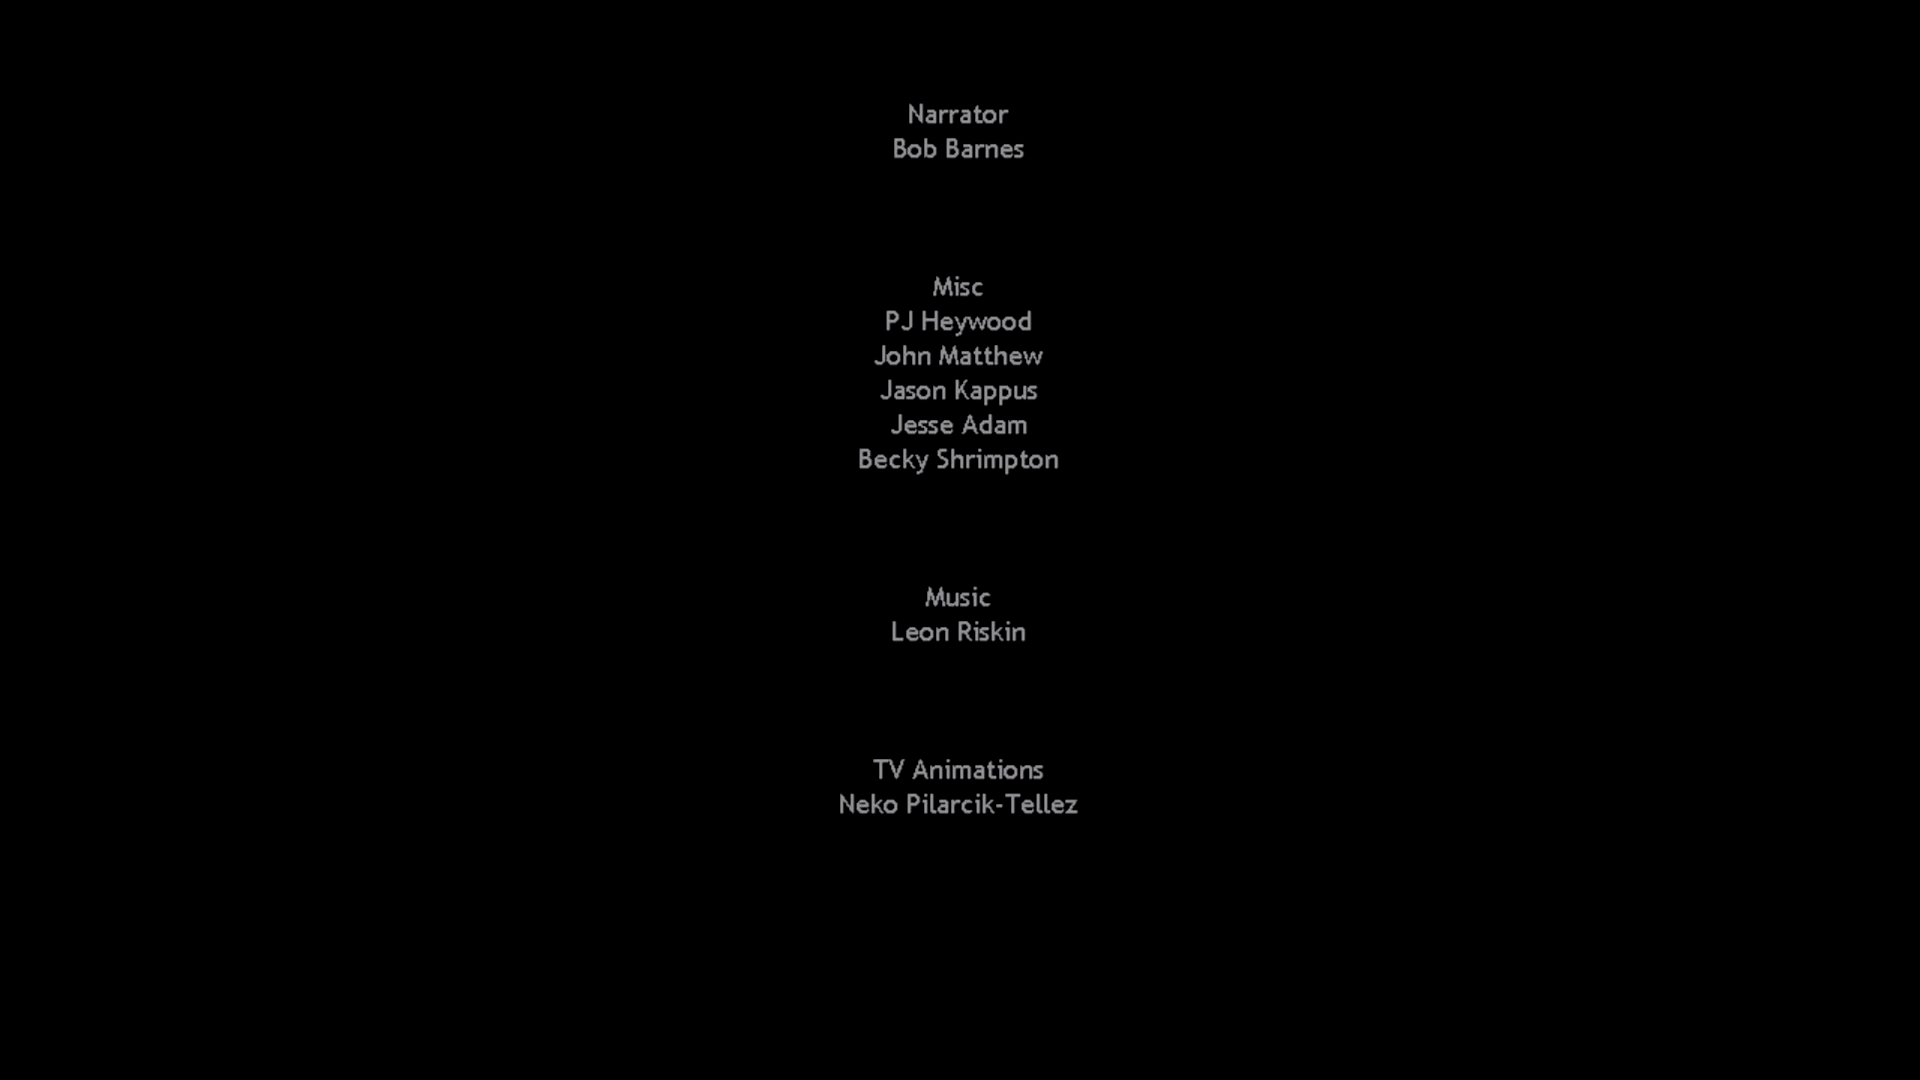 Narrator
Bob Barnes
Misc
PJ Heywood
John Matthew
Jason Kappus
Jesse Adam
Becky Shrimpton
Music
Leon Riskin
TV Animations
Neko Pilarcik-Tellez